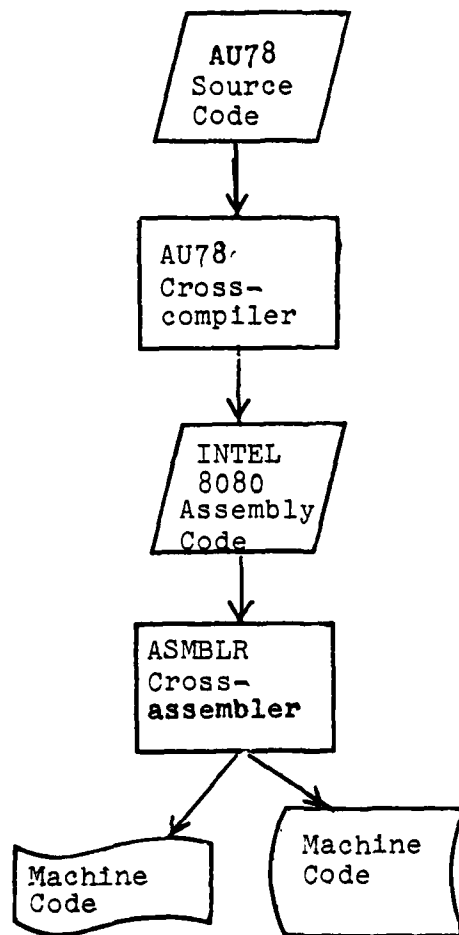 AU78
Source
Code
AU78
Cross-
compiler
INTEL
8080
Assembly
Code
ASMBLR
Cross-
assembler
Machine
Code
Machine
Code